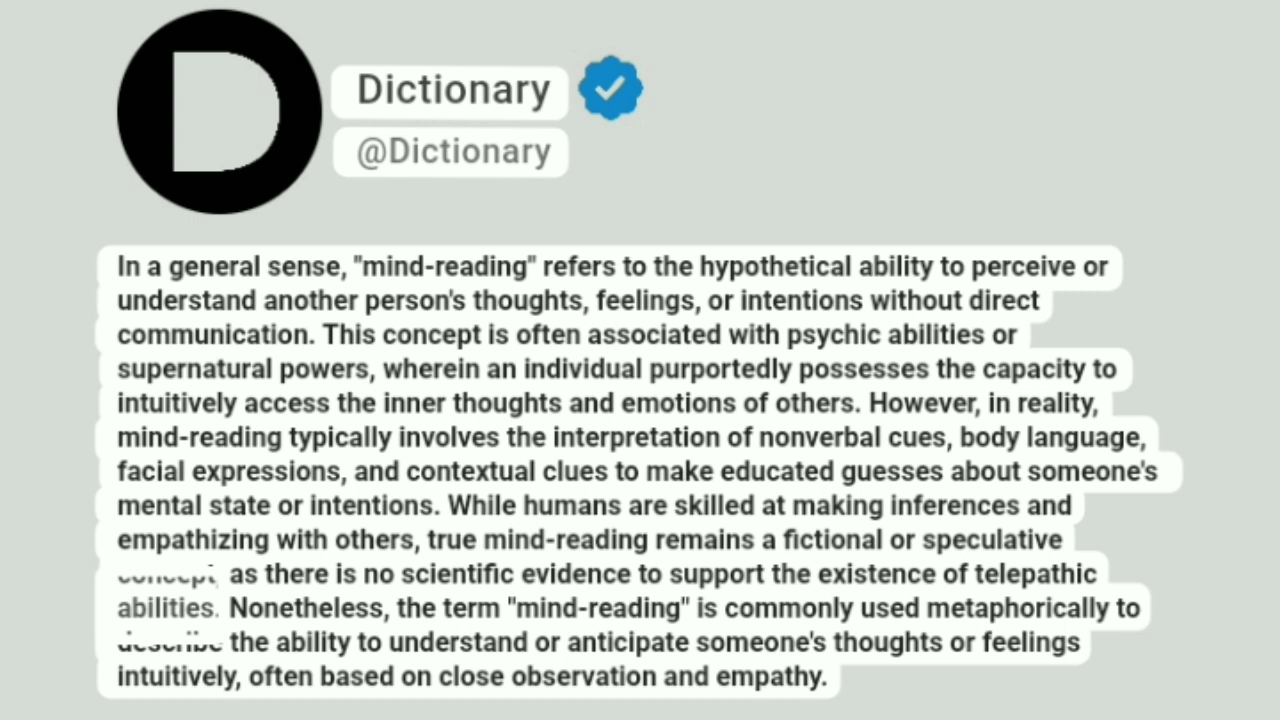 D
Dictionary
@Dictionary
In a general sense, "mind-reading" refers to the hypothetical ability to perceive or
understand another person's thoughts, feelings, or intentions without direct
communication. This concept is often associated with psychic abilities or
supernatural powers, wherein an individual purportedly possesses the capacity to
intuitively access the inner thoughts and emotions of others. However, in reality,
mind-reading typically involves the interpretation of nonverbal cues, body language,
facial expressions, and contextual clues to make educated guesses about someone's
mental state or intentions. While humans are skilled at making inferences and
empathizing with others, true mind-reading remains a fictional or speculative
concept, as there is no scientific evidence to support the existence of telepathic
abilities. Nonetheless, the term "mind-reading" is commonly used metaphorically to
describe the ability to understand or anticipate someone's thoughts or feelings
intuitively, often based on close observation and empathy.